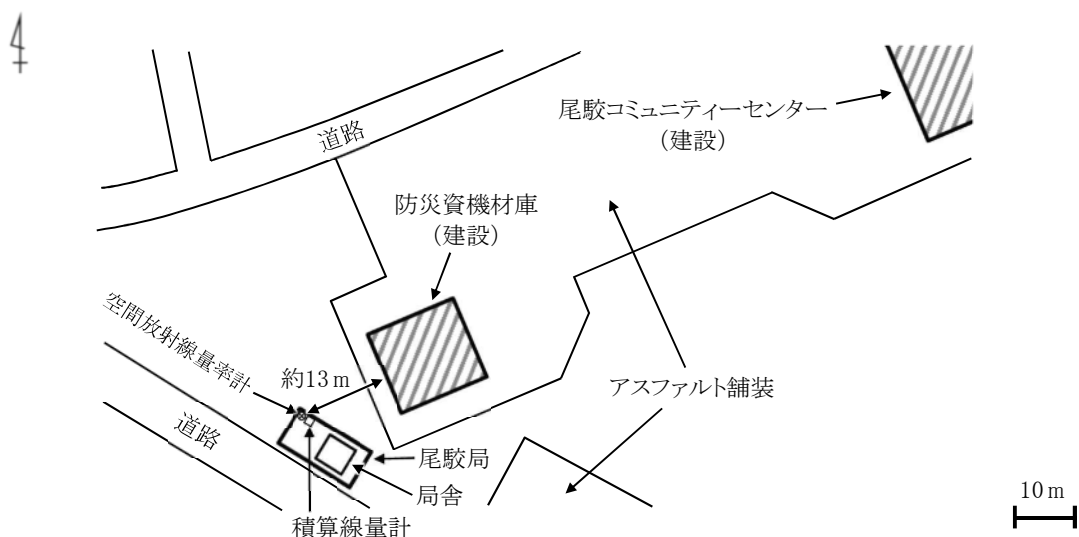 尾駮コミュニティーセンター
（建設）
道路
防災資機材庫
（建設）
空間放射線量率計
約13m
アスファルト舗装
道路
尾駮局
局舎
積算線量計
10m